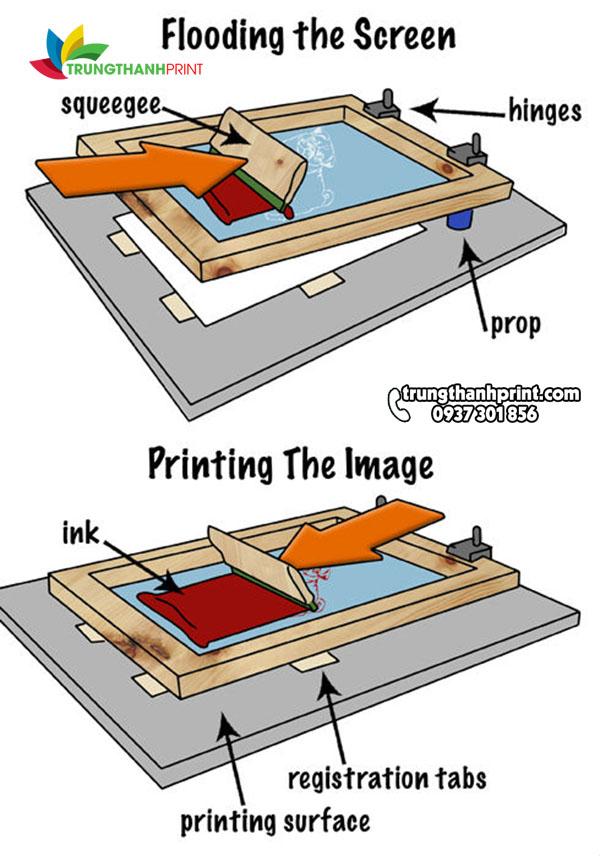 Flooding the Screen
TRUNGTHANHPRINT
squeegee
hinges
prop
trungthanhprint.com
0937 301 856
Printing The Image
ink
registration tabs
printing surface